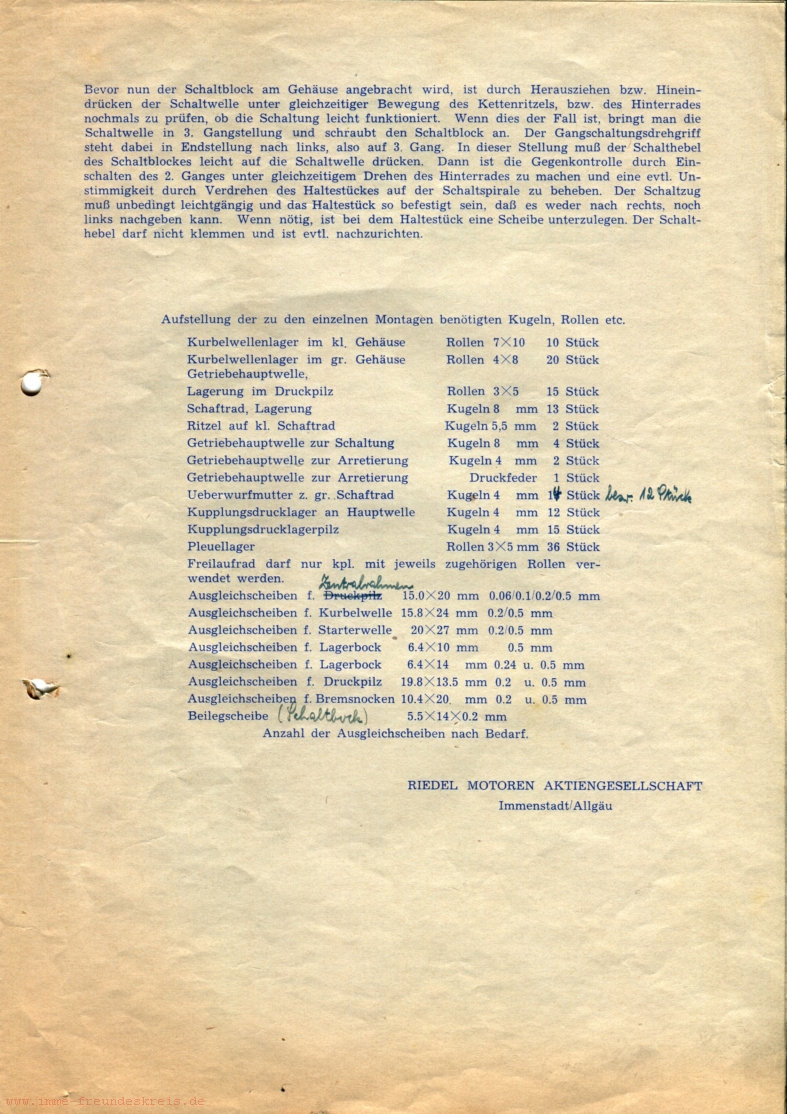 Bevor nun der Schaltblock am Gehäuse angebracht wird, ist durch Herausziehen bzw. Hinein-
drücken der Schaltwelle unter gleichzeitiger Bewegung des Kettenritzels, bzw. des Hinterrades
nochmals zu prüfen, ob die Schaltung leicht funktioniert. Wenn dies der Fall ist, bringt man die
Schaltwelle in 3. Gangstellung und schraubt den Schaltblock an. Der Gangschaltungsdrehgriff
steht dabei in Endstellung nach links, also auf 3. Gang. In dieser Stellung muß der Schalthebel
des Schaltblockes leicht auf die Schaltwelle drücken. Dann ist die Gegenkontrolle durch Ein-
schalten des 2. Ganges unter gleichzeitigem Drehen des Hinterrades zu machen und eine evtl. Un-
stimmigkeit durch Verdrehen des Haltestückes auf der Schaltspirale zu beheben. Der Schaltzug
muß unbedingt leichtgängig und das Haltestück so befestigt sein, daß es weder nach rechts, noch
links nachgeben kann. Wenn nötig, ist bei dem Haltestück eine Scheibe unterzulegen. Der Schalt-
hebel darf nicht klemmen und ist evtl. nachzurichten.
Aufstellung der zu den einzelnen Montagen benötigten Kugeln, Rollen etc.
Kurbelwellenlager im kl. Gehäuse Rollen 7×10 10 Stück
Kurbelwellenlager im gr. Gehäuse Rollen 4×8 20 Stück
Getriebehauptwelle,
Lagerung im Druckpilz Rollen 3×5 15 Stück
Schaftrad, Lagerung Kugeln 8 mm 13 Stück
Ritzel auf kl. Schaftrad Kugeln 5,5 mm 2 Stück
Getriebehauptwelle zur Schaltung Kugeln 8 mm 4 Stück
Getriebehauptwelle zur Arretierung Kugeln 4 mm 2 Stück
Getriebehauptwelle zur Arretierung Druckfeder 1 Stück
Ueberwurfmutter z. gr. Schaftrad Kugeln 4 mm 14 Stück bezw. 12 Stück
Kupplungsdrucklager an Hauptwelle Kugeln 4 mm 12 Stück
Kupplungsdrucklagerpilz Kugeln 4 mm 15 Stück
Pleuellager Rollen 3×5 mm 36 Stück
Freilaufrad darf nur kpl. mit jeweils zugehörigen Rollen ver-
wendet werden.
Zentralrahmen
Ausgleichscheiben f. Druckpilz 15.0×20 mm 0.06/0.1/0.2/0.5 mm
Ausgleichscheiben f. Kurbelwelle 15.8×24 mm 0.2/0.5 mm
Ausgleichscheiben f. Starterwelle 20×27 mm 0.2/0.5 mm
Ausgleichscheiben f. Lagerbock 6.4×10 mm 0.5 mm
Ausgleichscheiben f. Lagerbock 6.4×14 mm 0.24 u. 0.5 mm
Ausgleichscheiben f. Druckpilz 19.8×13.5 mm 0.2 u. 0.5 mm
Ausgleichscheiben f. Bremsnocken 10.4×20 mm 0.2 u. 0.5 mm
Beilegscheibe (Schaltbock) 5.5×14×0.2 mm
Anzahl der Ausgleichscheiben nach Bedarf.
RIEDEL MOTOREN AKTIENGESELLSCHAFT
Immenstadt/Allgäu
www.imme-freundeskreis.de